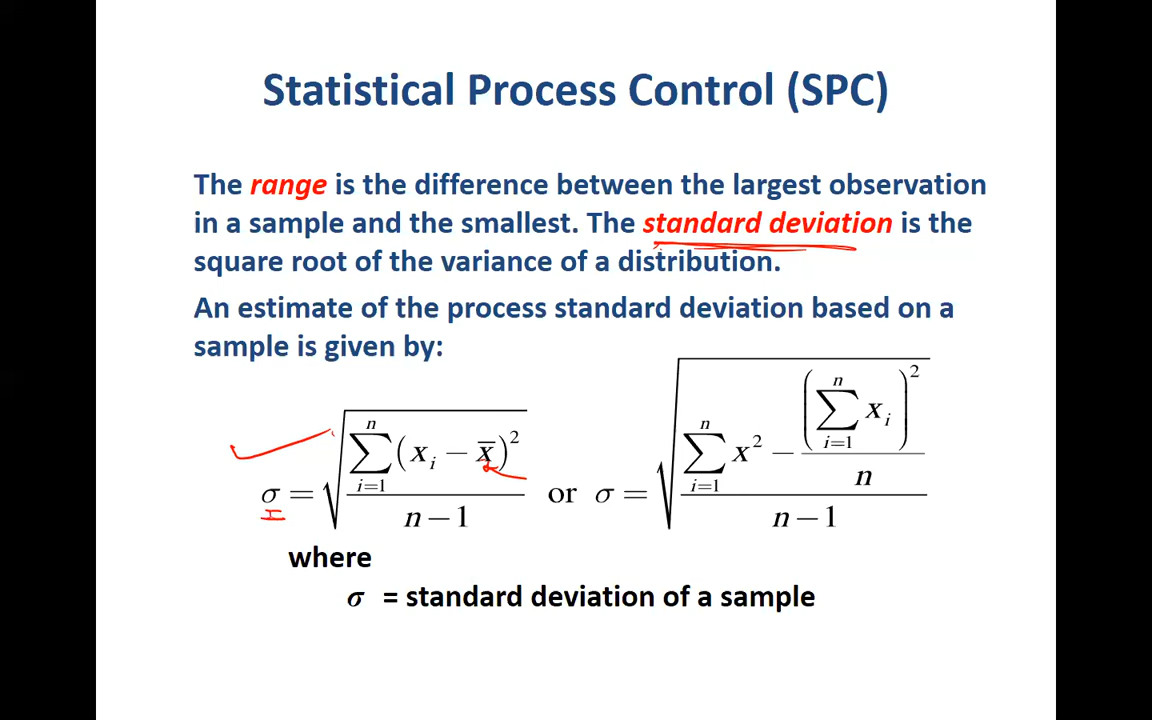 Statistical Process Control (SPC)
The range is the difference between the largest observation
in a sample and the smallest. The standard deviation is the
square root of the variance of a distribution.
An estimate of the process standard deviation based on a
sample is given by:
σ = √(∑_{i=1}^{n} (x_i − x̅)² / (n − 1)) or σ = √((∑_{i=1}^{n} x² − (∑_{i=1}^{n} x_i)² / n) / (n − 1))
where
σ = standard deviation of a sample